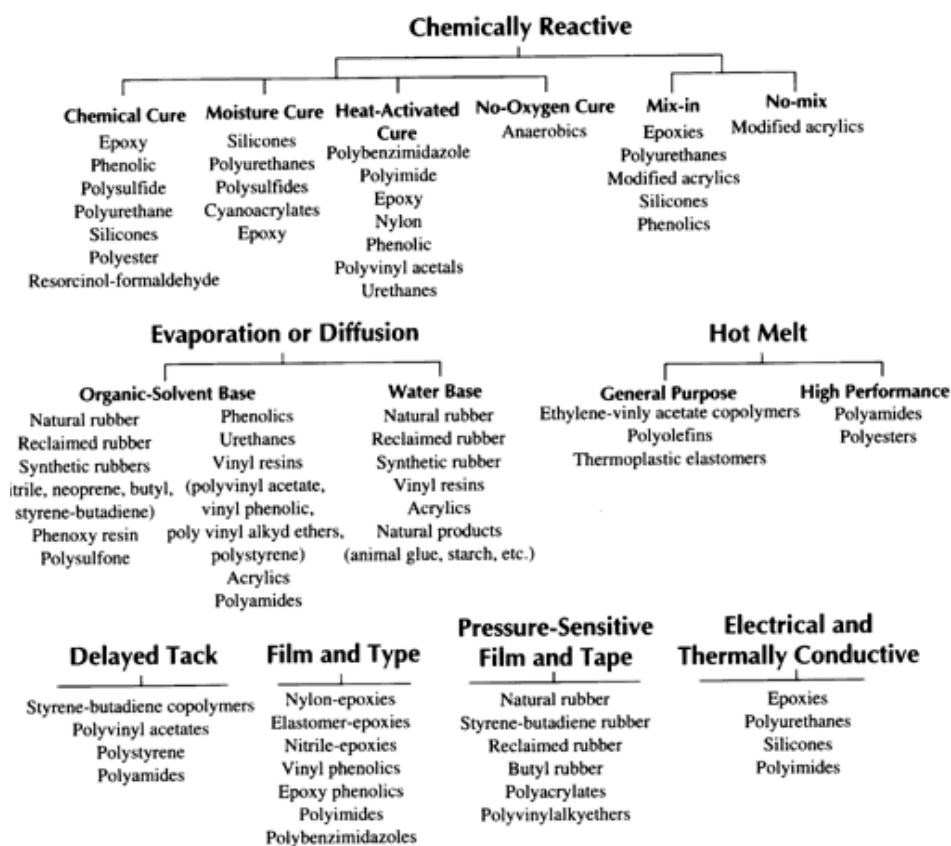 Chemically Reactive
Chemical Cure
Epoxy
Phenolic
Polysulfide
Polyurethane
Silicones
Polyester
Resorcinol-formaldehyde
Moisture Cure
Silicones
Polyurethanes
Polysulfides
Cyanoacrylates
Epoxy
Heat-Activated
Cure
Polybenzimidazole
Polyimide
Epoxy
Nylon
Phenolic
Polyvinyl acetals
Urethanes
No-Oxygen Cure
Anaerobics
Mix-in
Epoxies
Polyurethanes
Modified acrylics
Silicones
Phenolics
No-mix
Modified acrylics
Evaporation or Diffusion
Organic-Solvent Base
Natural rubber
Reclaimed rubber
Synthetic rubbers
itrile, neoprene, butyl,
styrene-butadiene)
Phenoxy resin
Polysulfone
Phenolics
Urethanes
Vinyl resins
(polyvinyl acetate,
vinyl phenolic,
poly vinyl alkyd ethers,
polystyrene)
Acrylics
Polyamides
Water Base
Natural rubber
Reclaimed rubber
Synthetic rubber
Vinyl resins
Acrylics
Natural products
(animal glue, starch, etc.)
Hot Melt
General Purpose
Ethylene-vinly acetate copolymers
Polyolefins
Thermoplastic elastomers
High Performance
Polyamides
Polyesters
Delayed Tack
Styrene-butadiene copolymers
Polyvinyl acetates
Polystyrene
Polyamides
Film and Type
Nylon-epoxies
Elastomer-epoxies
Nitrile-epoxies
Vinyl phenolics
Epoxy phenolics
Polyimides
Polybenzimidazoles
Pressure-Sensitive
Film and Tape
Natural rubber
Styrene-butadiene rubber
Reclaimed rubber
Butyl rubber
Polyacrylates
Polyvinylalkyethers
Electrical and
Thermally Conductive
Epoxies
Polyurethanes
Silicones
Polyimides